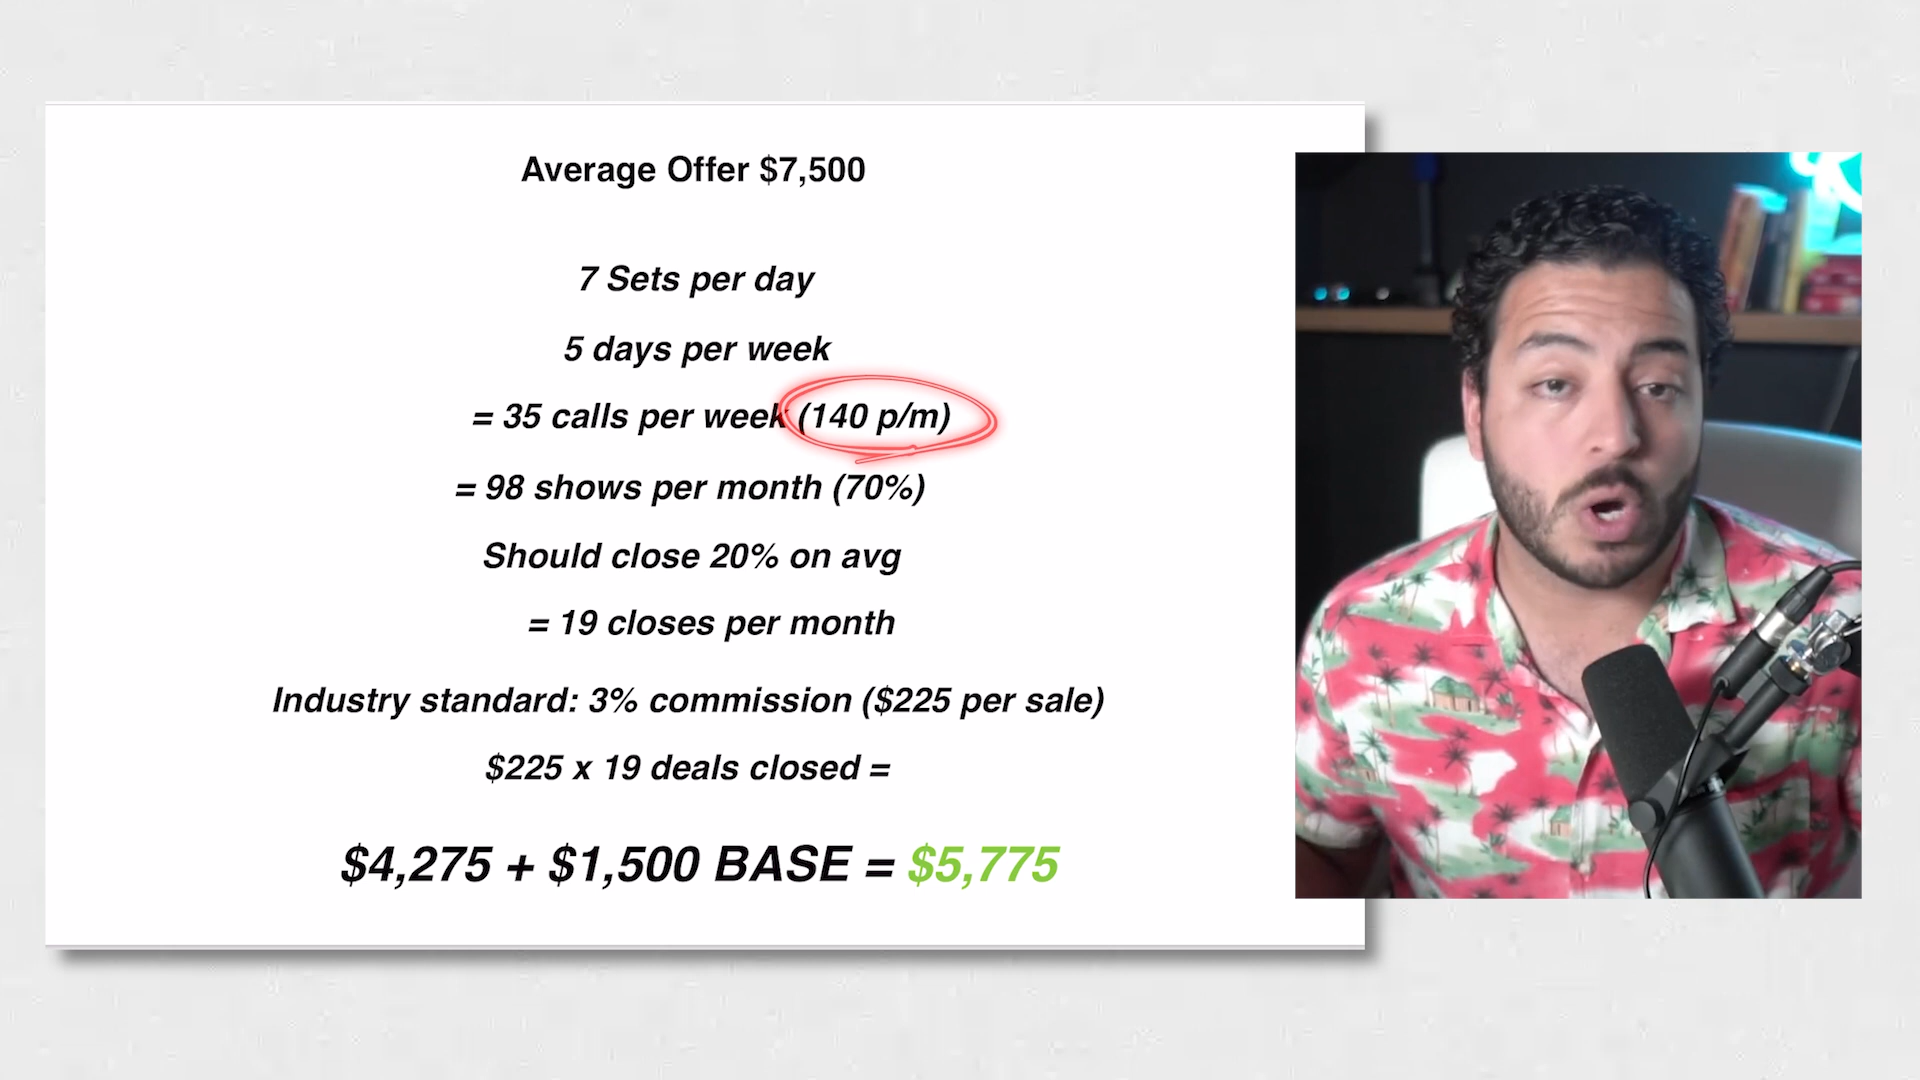 Average Offer $7,500
7 Sets per day
5 days per week
= 35 calls per week (140 p/m)
= 98 shows per month (70%)
Should close 20% on avg
= 19 closes per month
Industry standard: 3% commission ($225 per sale)
$225 x 19 deals closed =
$4,275 + $1,500 BASE = $5,775